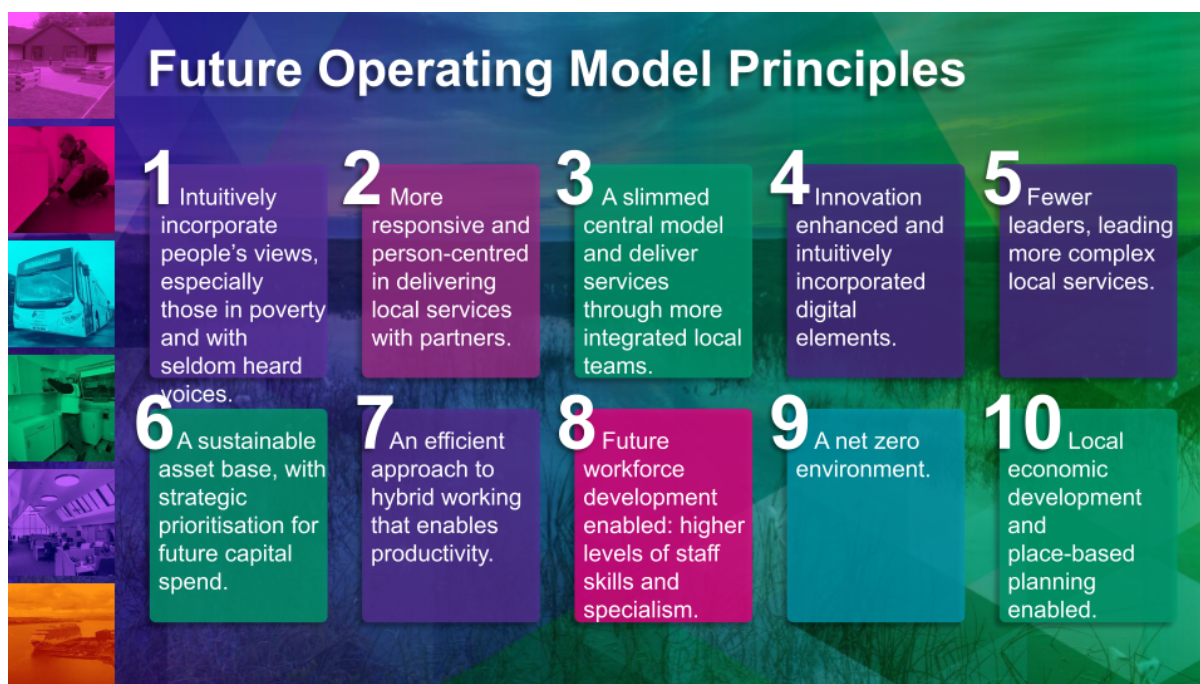 Future Operating Model Principles
1 Intuitively
incorporate
people’s views,
especially
those in poverty
and with
seldom heard
voices.
2 More
responsive and
person-centred
in delivering
local services
with partners.
3 A slimmed
central model
and deliver
services
through more
integrated local
teams.
4 Innovation
enhanced and
intuitively
incorporated
digital
elements.
5 Fewer
leaders, leading
more complex
local services.
6 A sustainable
asset base, with
strategic
prioritisation for
future capital
spend.
7 An efficient
approach to
hybrid working
that enables
productivity.
8 Future
workforce
development
enabled: higher
levels of staff
skills and
specialism.
9 A net zero
environment.
10 Local
economic
development
and
place-based
planning
enabled.